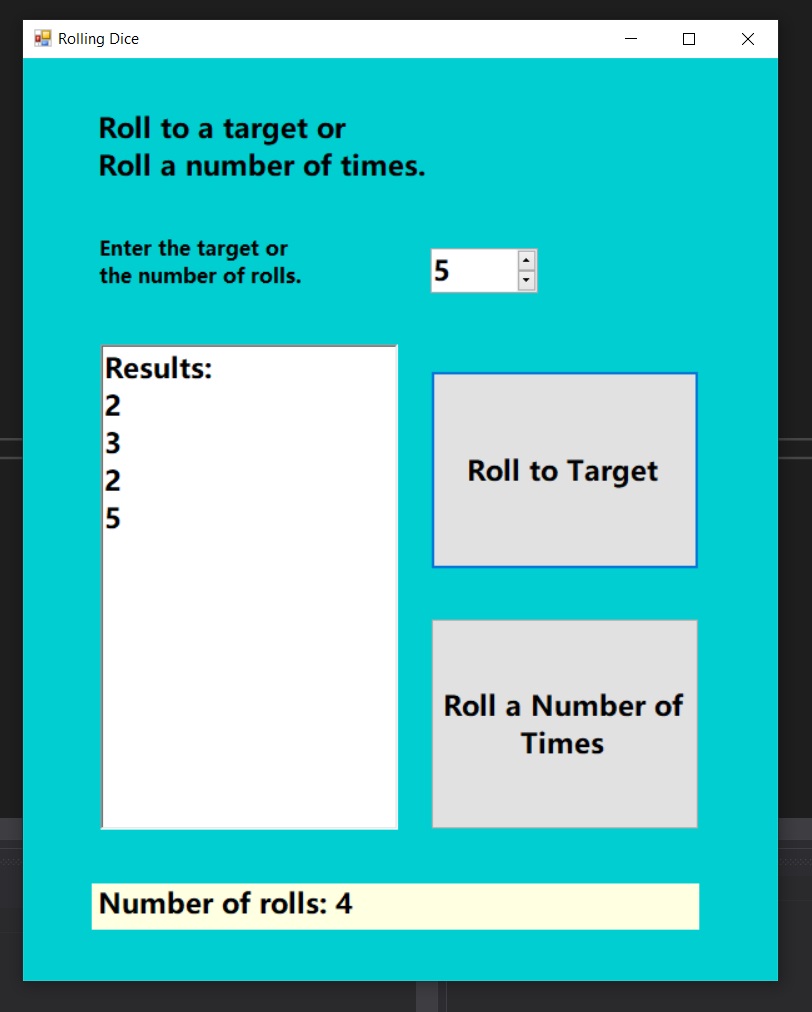 Rolling Dice
Roll to a target or
Roll a number of times.
Enter the target or
the number of rolls.
5
Results:
2
3
2
5
Roll to Target
Roll a Number of
Times
Number of rolls: 4